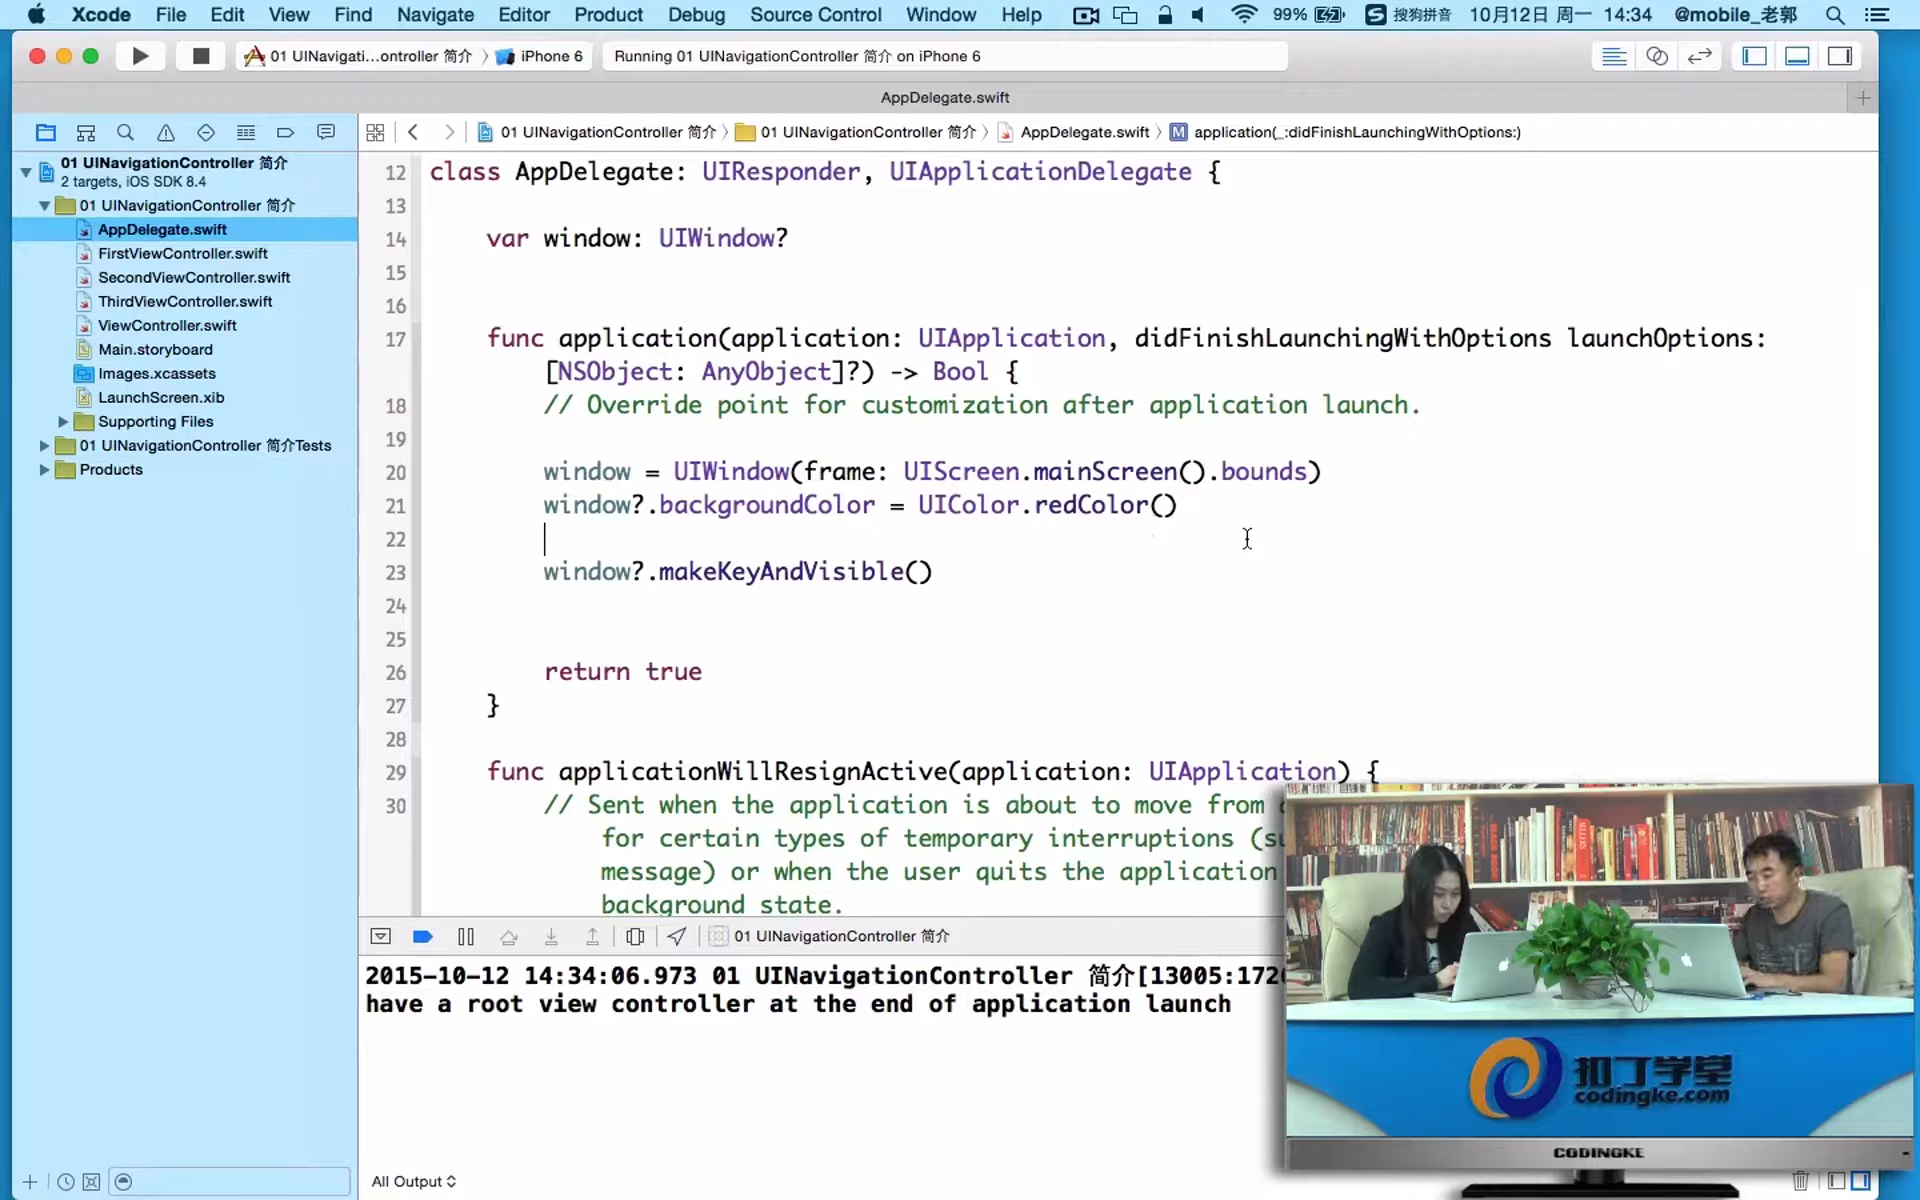 Xcode File Edit View Find Navigate Editor Product Debug Source Control Window Help 99% 搜狗拼音 10月12日 周一 14:34 @mobile_老郭
01 UINavigati...ontroller 简介 iPhone 6 Running 01 UINavigationController 简介 on iPhone 6
AppDelegate.swift
01 UINavigationController 简介 01 UINavigationController 简介 AppDelegate.swift M application(_:didFinishLaunchingWithOptions:)
01 UINavigationController 简介
2 targets, iOS SDK 8.4
01 UINavigationController 简介
AppDelegate.swift
FirstViewController.swift
SecondViewController.swift
ThirdViewController.swift
ViewController.swift
Main.storyboard
Images.xcassets
LaunchScreen.xib
Supporting Files
01 UINavigationController 简介Tests
Products
12 class AppDelegate: UIResponder, UIApplicationDelegate {
13
14 var window: UIWindow?
15
16
17 func application(application: UIApplication, didFinishLaunchingWithOptions launchOptions:
[NSObject: AnyObject]?) -> Bool {
18 // Override point for customization after application launch.
19
20 window = UIWindow(frame: UIScreen.mainScreen().bounds)
21 window?.backgroundColor = UIColor.redColor()
22
23 window?.makeKeyAndVisible()
24
25
26 return true
27 }
28
29 func applicationWillResignActive(application: UIApplication) {
30 // Sent when the application is about to move from
for certain types of temporary interruptions (su
message) or when the user quits the application
background state.
01 UINavigationController 简介
2015-10-12 14:34:06.973 01 UINavigationController 简介[13005:172
have a root view controller at the end of application launch
All Output
扣丁学堂
codingke.com
CODINGKE